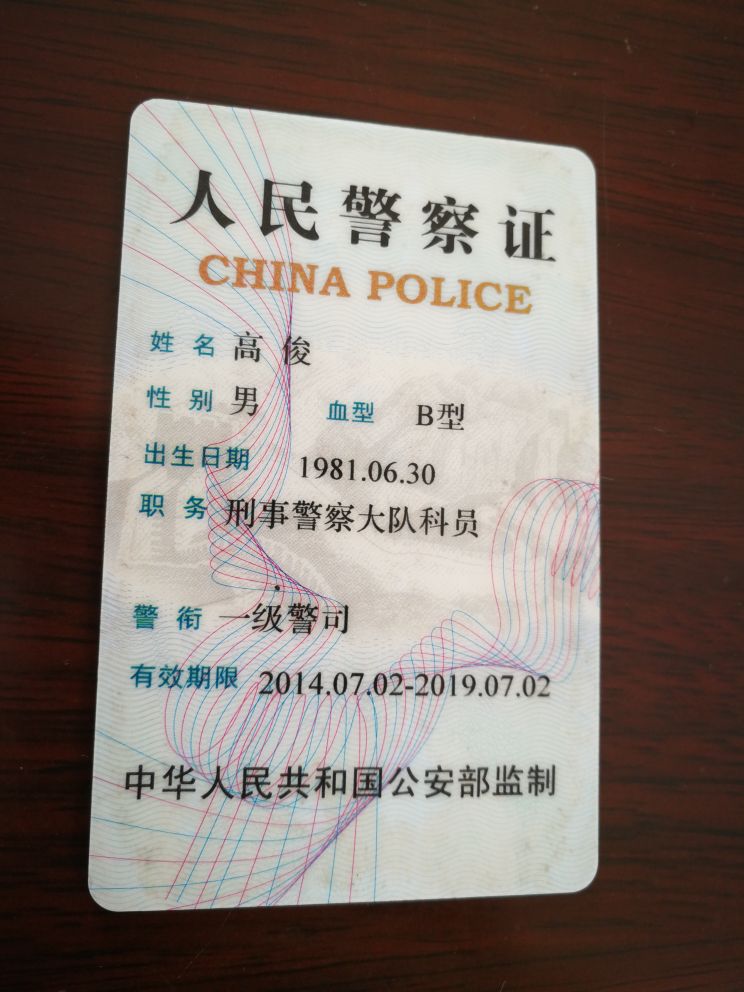 人民警察证
CHINA POLICE
姓名 高俊
性别 男 血型 B型
出生日期 1981.06.30
职务 刑事警察大队科员
警衔 一级警司
有效期限 2014.07.02-2019.07.02
中华人民共和国公安部监制